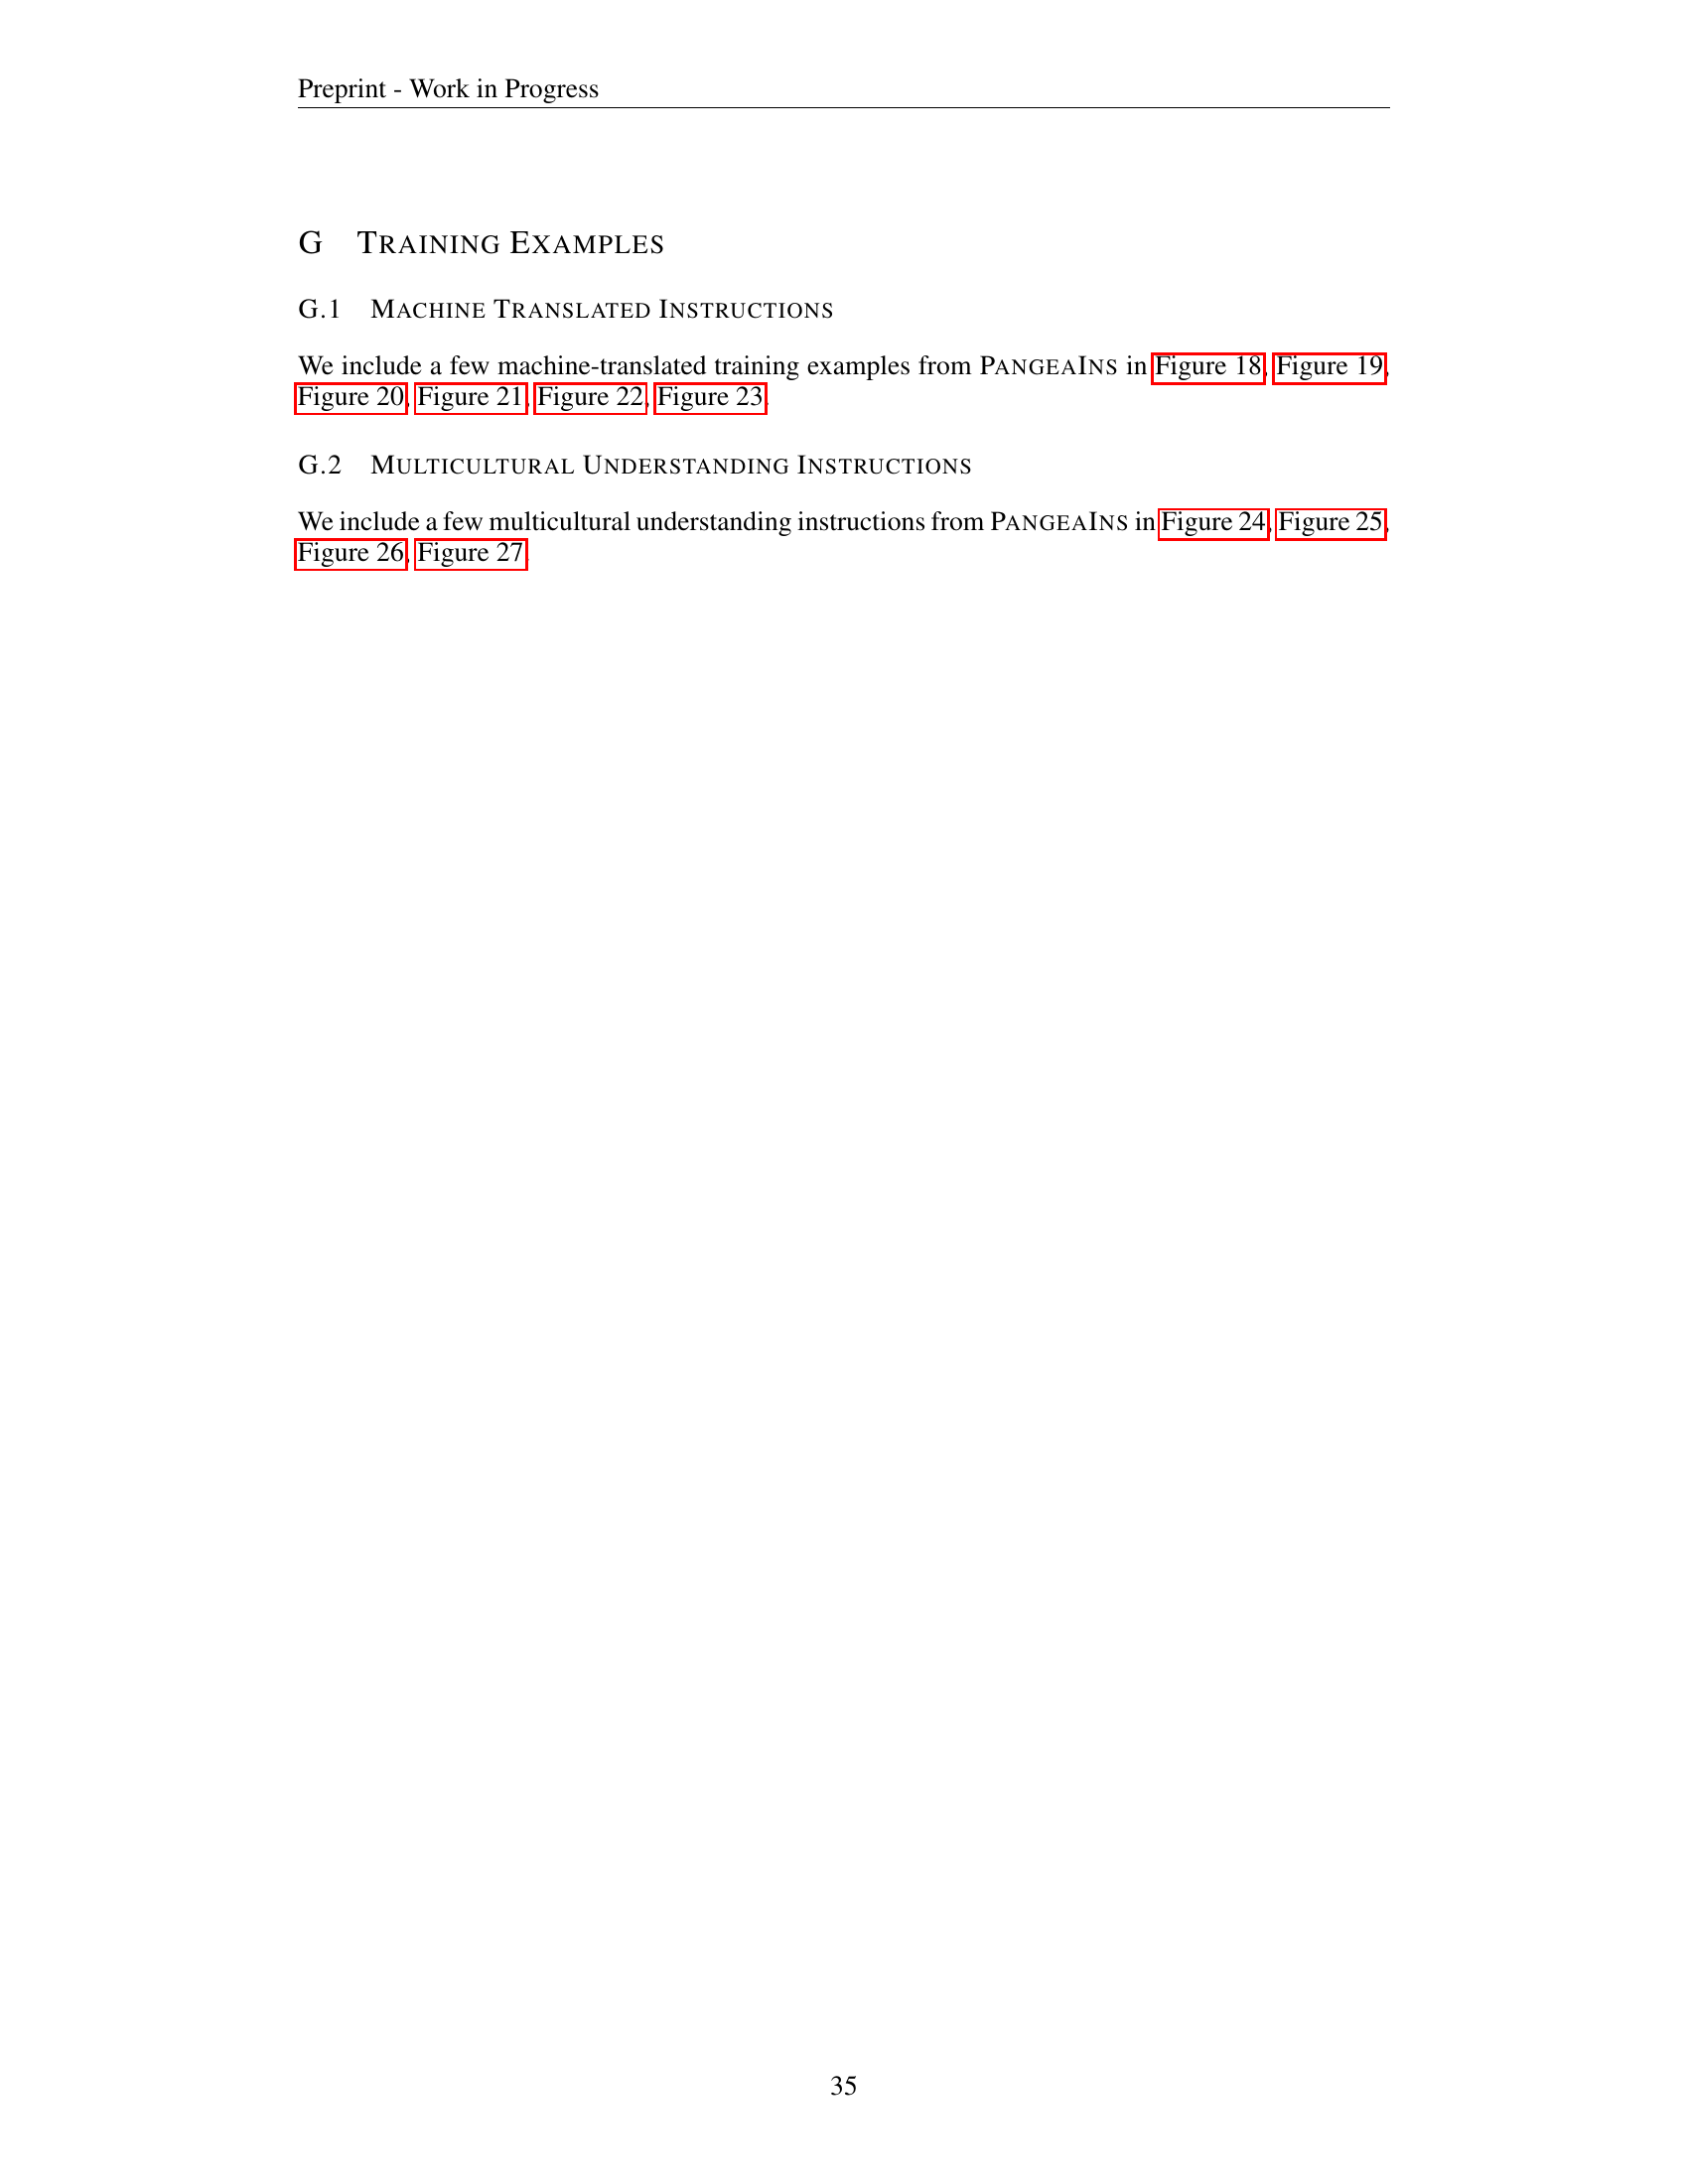 Preprint - Work in Progress
G TRAINING EXAMPLES
G.1 MACHINE TRANSLATED INSTRUCTIONS
We include a few machine-translated training examples from PANGEAINS in Figure 18, Figure 19,
Figure 20, Figure 21, Figure 22, Figure 23.
G.2 MULTICULTURAL UNDERSTANDING INSTRUCTIONS
We include a few multicultural understanding instructions from PANGEAINS in Figure 24, Figure 25,
Figure 26, Figure 27
35